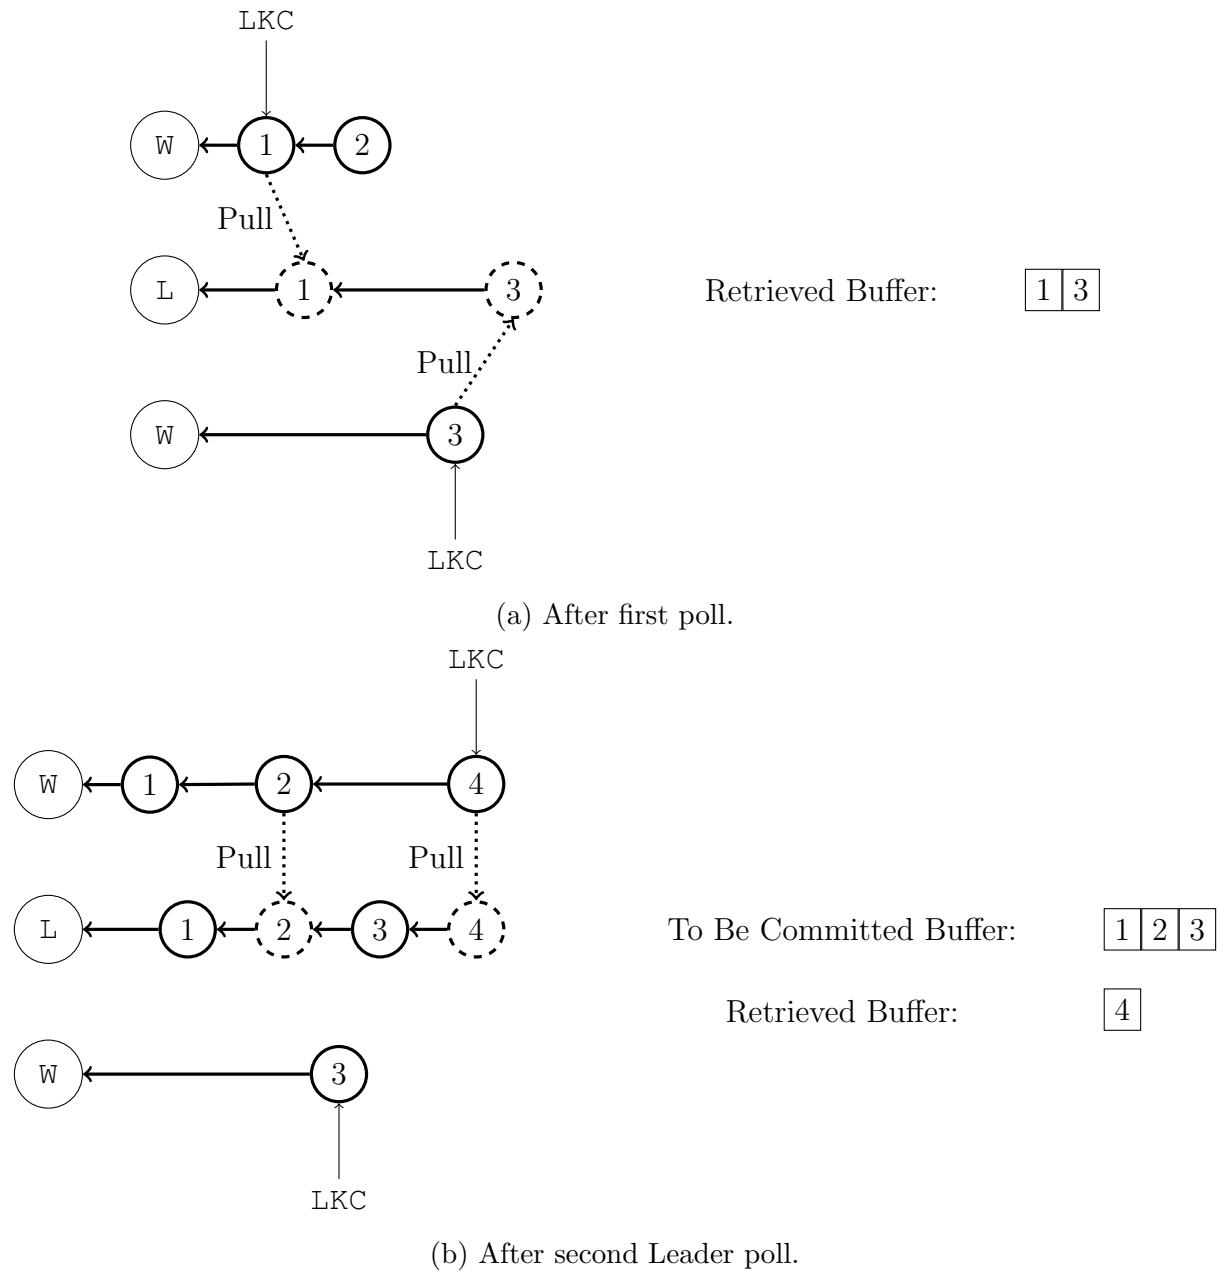 LKC
W 1 2
Pull
L 1 3 Retrieved Buffer: 1 3
Pull
W 3
LKC
(a) After first poll.
LKC
W 1 2 4
Pull Pull
L 1 2 3 4 To Be Committed Buffer: 1 2 3
Retrieved Buffer: 4
W 3
LKC
(b) After second Leader poll.